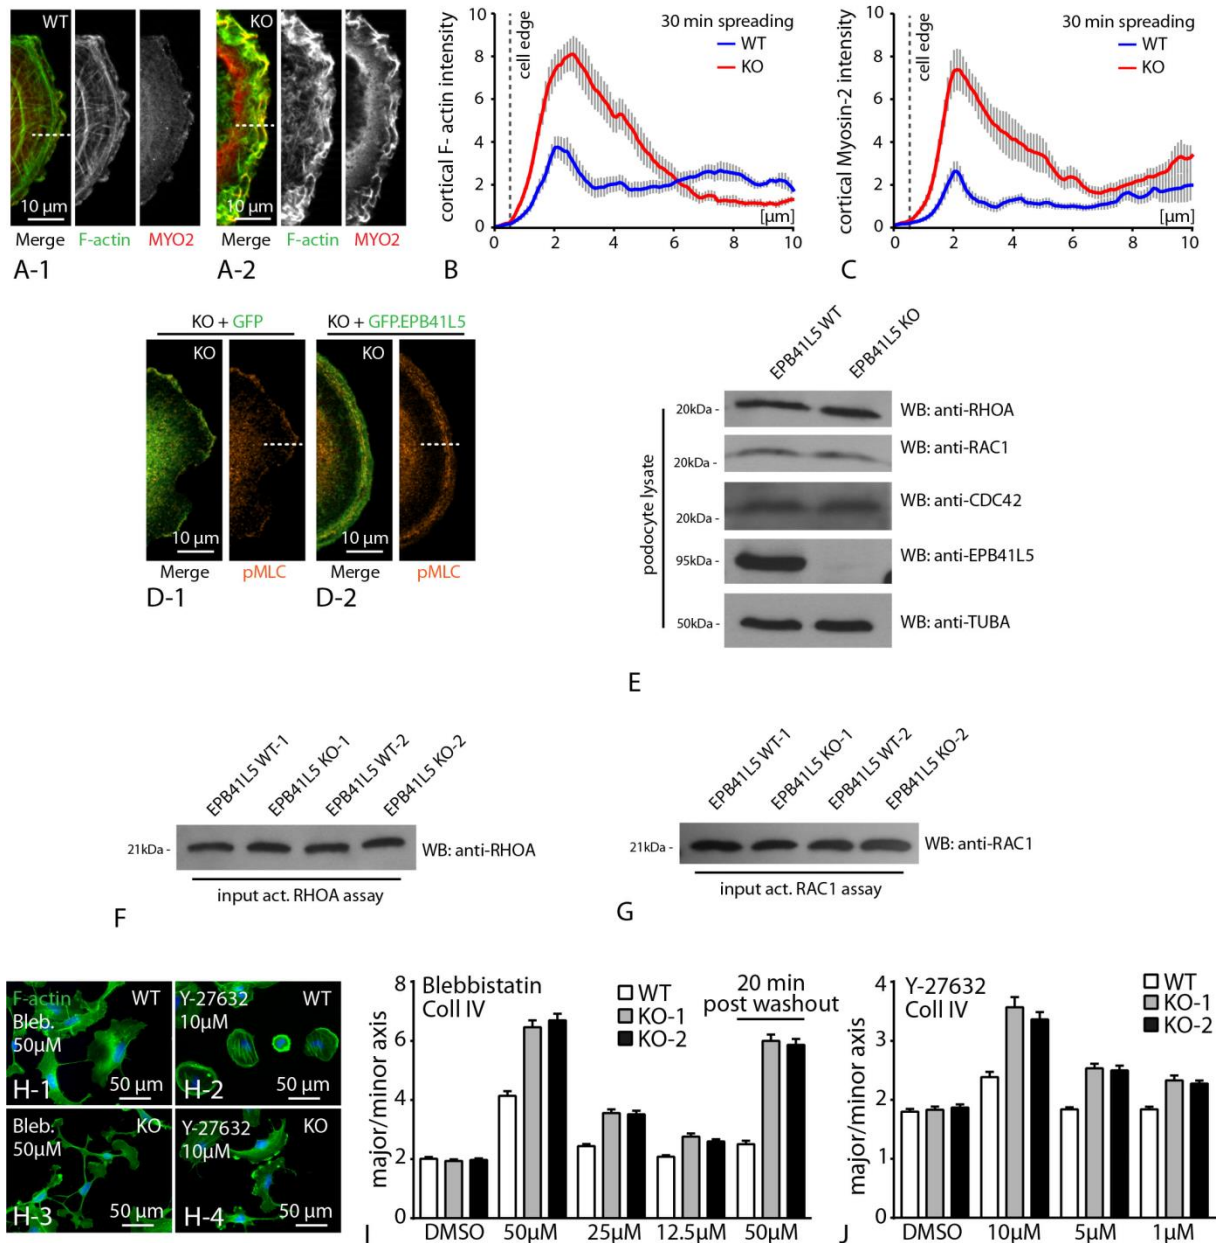 WT
KO
10 µm
10 µm
Merge F-actin MYO2
Merge F-actin MYO2
A-1
A-2
cortical F- actin intensity
10
8
6
4
2
0
cell edge
30 min spreading
WT
KO
[µm]
0 2 4 6 8 10
B
cortical Myosin-2 intensity
10
8
6
4
2
0
cell edge
30 min spreading
WT
KO
[µm]
0 2 4 6 8 10
C
KO + GFP
KO + GFP.EPB41L5
KO
KO
10 µm
10 µm
Merge pMLC
Merge pMLC
D-1
D-2
EPB41L5 WT
EPB41L5 KO
podocyte lysate
20kDa - WB: anti-RHOA
20kDa - WB: anti-RAC1
20kDa - WB: anti-CDC42
95kDa - WB: anti-EPB41L5
50kDa - WB: anti-TUBA
E
EPB41L5 WT-1
EPB41L5 KO-1
EPB41L5 WT-2
EPB41L5 KO-2
21kDa - WB: anti-RHOA
input act. RHOA assay
F
EPB41L5 WT-1
EPB41L5 KO-1
EPB41L5 WT-2
EPB41L5 KO-2
21kDa - WB: anti-RAC1
input act. RAC1 assay
G
F-actin WT
Bleb.
50µM
50 µm
H-1
Y-27632 WT
10µM
50 µm
H-2
Bleb. KO
50µM
50 µm
H-3
Y-27632 KO
10µM
50 µm
H-4
major/minor axis
8
6
4
2
0
Blebbistatin
Coll IV
WT
KO-1
KO-2
20 min
post washout
DMSO 50µM 25µM 12.5µM 50µM
I
major/minor axis
4
3
2
1
0
Y-27632
Coll IV
WT
KO-1
KO-2
DMSO 10µM 5µM 1µM
J